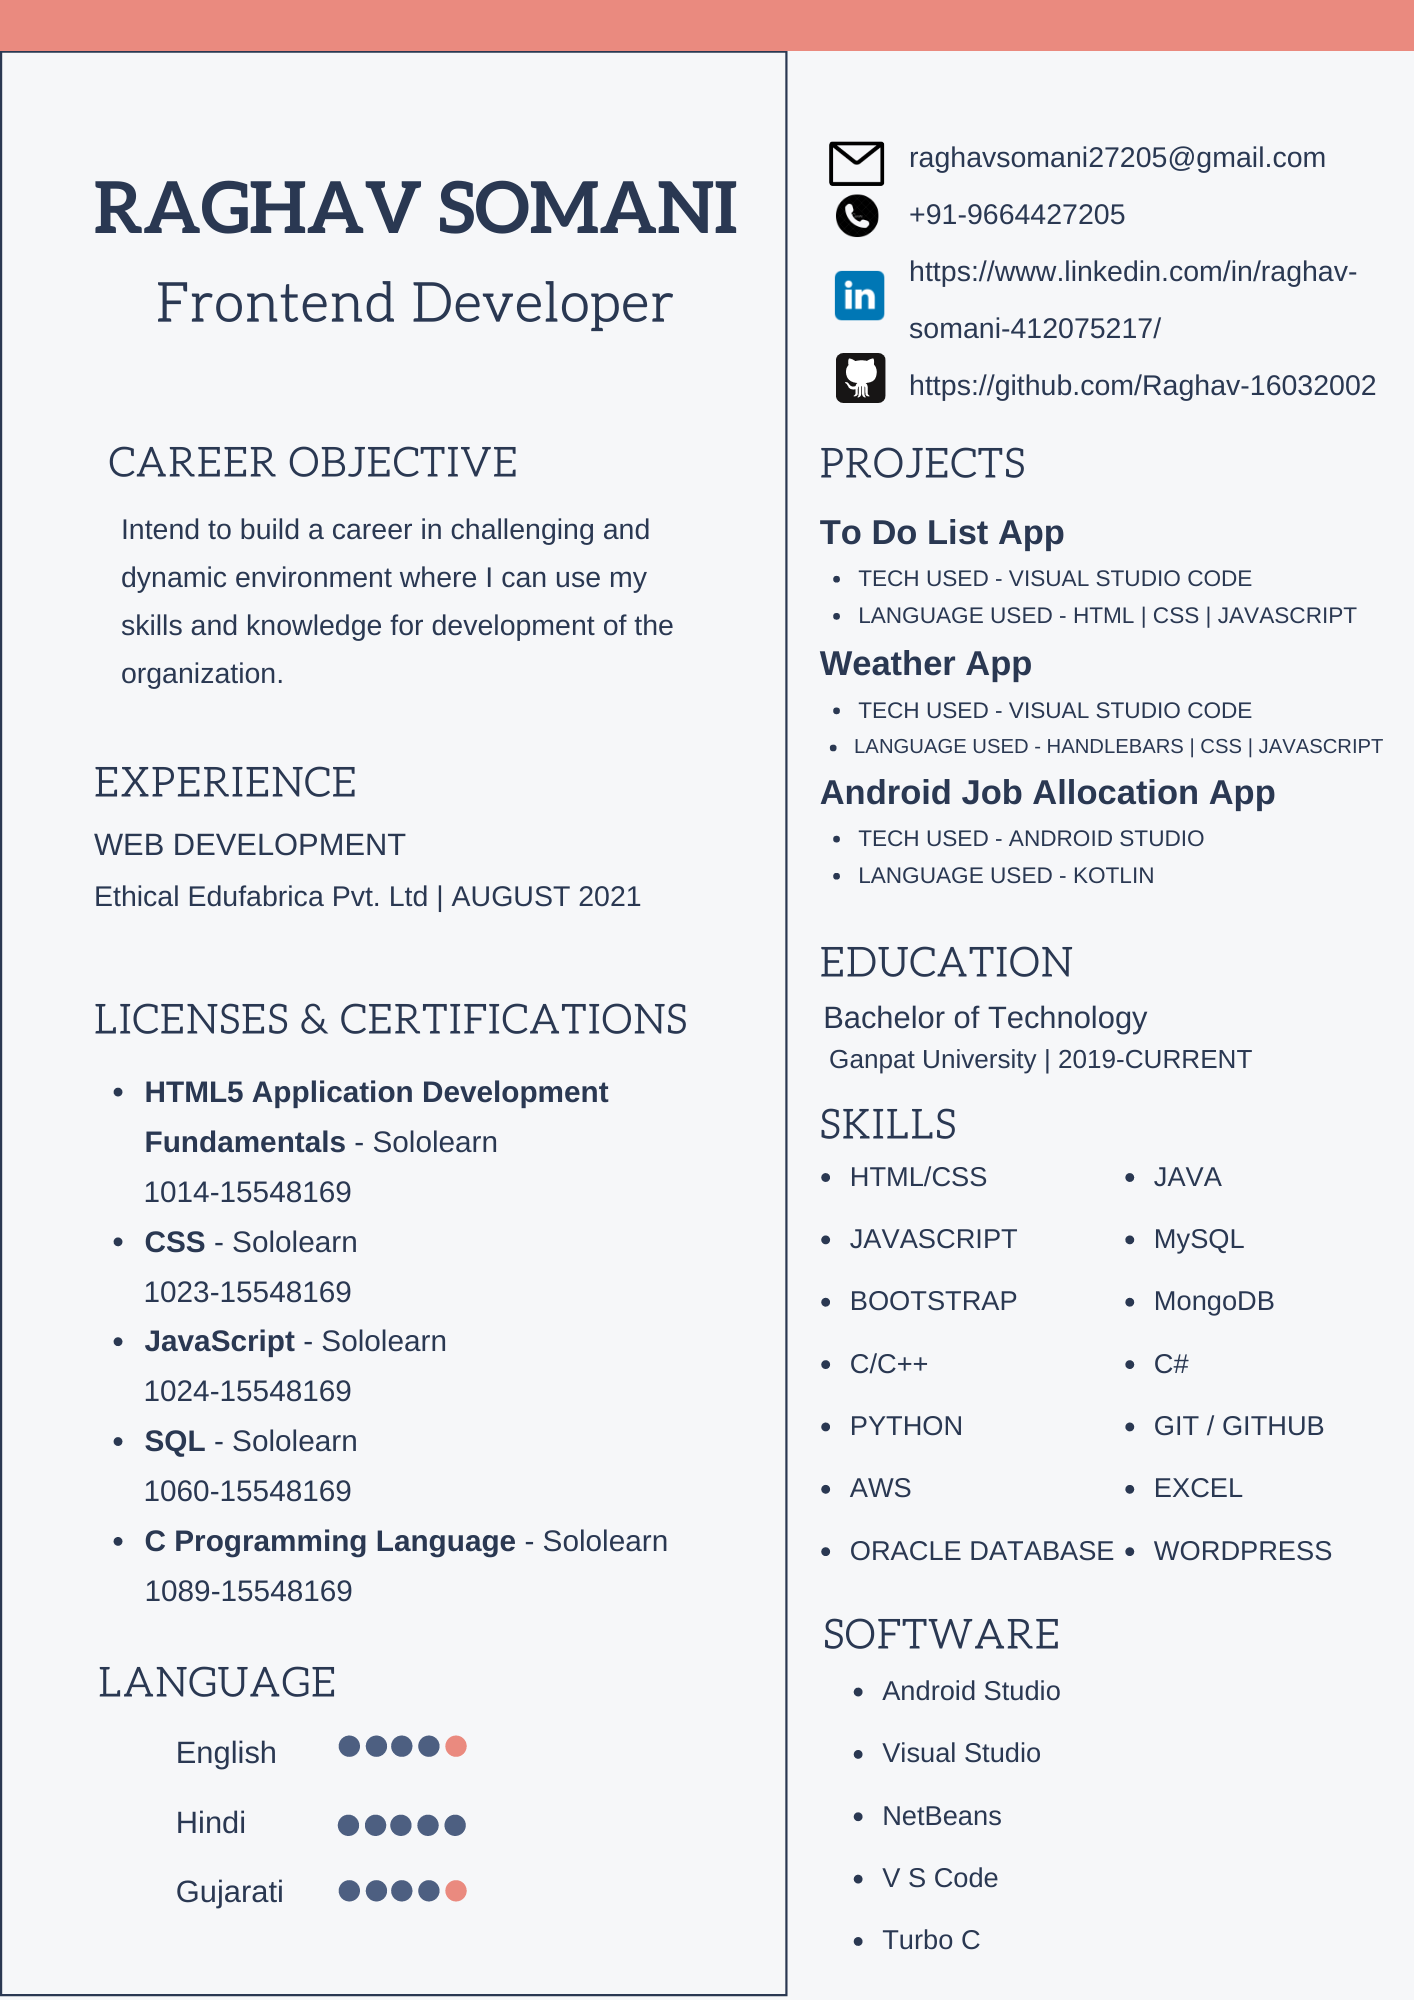 RAGHAV SOMANI
Frontend Developer
CAREER OBJECTIVE
Intend to build a career in challenging and
dynamic environment where I can use my
skills and knowledge for development of the
organization.
EXPERIENCE
WEB DEVELOPMENT
Ethical Edufabrica Pvt. Ltd | AUGUST 2021
LICENSES & CERTIFICATIONS
• HTML5 Application Development
Fundamentals - Sololearn
1014-15548169
• CSS - Sololearn
1023-15548169
• JavaScript - Sololearn
1024-15548169
• SQL - Sololearn
1060-15548169
• C Programming Language - Sololearn
1089-15548169
LANGUAGE
English
Hindi
Gujarati
raghavsomani27205@gmail.com
+91-9664427205
in
https://www.linkedin.com/in/raghav-
somani-412075217/
https://github.com/Raghav-16032002
PROJECTS
To Do List App
• TECH USED - VISUAL STUDIO CODE
• LANGUAGE USED - HTML | CSS | JAVASCRIPT
Weather App
• TECH USED - VISUAL STUDIO CODE
• LANGUAGE USED - HANDLEBARS | CSS | JAVASCRIPT
Android Job Allocation App
• TECH USED - ANDROID STUDIO
• LANGUAGE USED - KOTLIN
EDUCATION
Bachelor of Technology
Ganpat University | 2019-CURRENT
SKILLS
• HTML/CSS
• JAVASCRIPT
• BOOTSTRAP
• C/C++
• PYTHON
• AWS
• ORACLE DATABASE
• JAVA
• MySQL
• MongoDB
• C#
• GIT / GITHUB
• EXCEL
• WORDPRESS
SOFTWARE
• Android Studio
• Visual Studio
• NetBeans
• V S Code
• Turbo C